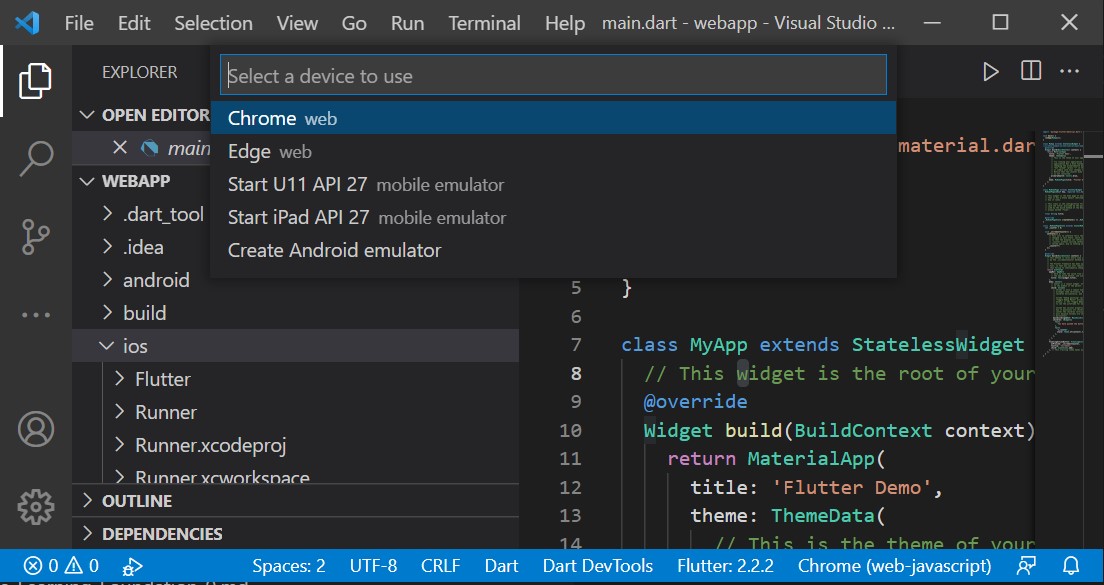 File Edit Selection View Go Run Terminal Help main.dart - webapp - Visual Studio ...
EXPLORER
Select a device to use
OPEN EDITOR
Chrome web
main
material.dar
Edge web
WEBAPP
Start U11 API 27 mobile emulator
.dart_tool
Start iPad API 27 mobile emulator
.idea
Create Android emulator
android
5 }
build
6
ios
7 class MyApp extends StatelessWidget
Flutter
8 // This widget is the root of your
Runner
9 @override
Runner.xcodeproj
10 Widget build(BuildContext context)
Runner.xcworkspace
11 return MaterialApp(
OUTLINE
12 title: 'Flutter Demo',
DEPENDENCIES
13 theme: ThemeData(
14 // This is the theme of your
0 0 Spaces: 2 UTF-8 CRLF Dart Dart DevTools Flutter: 2.2.2 Chrome (web-javascript)